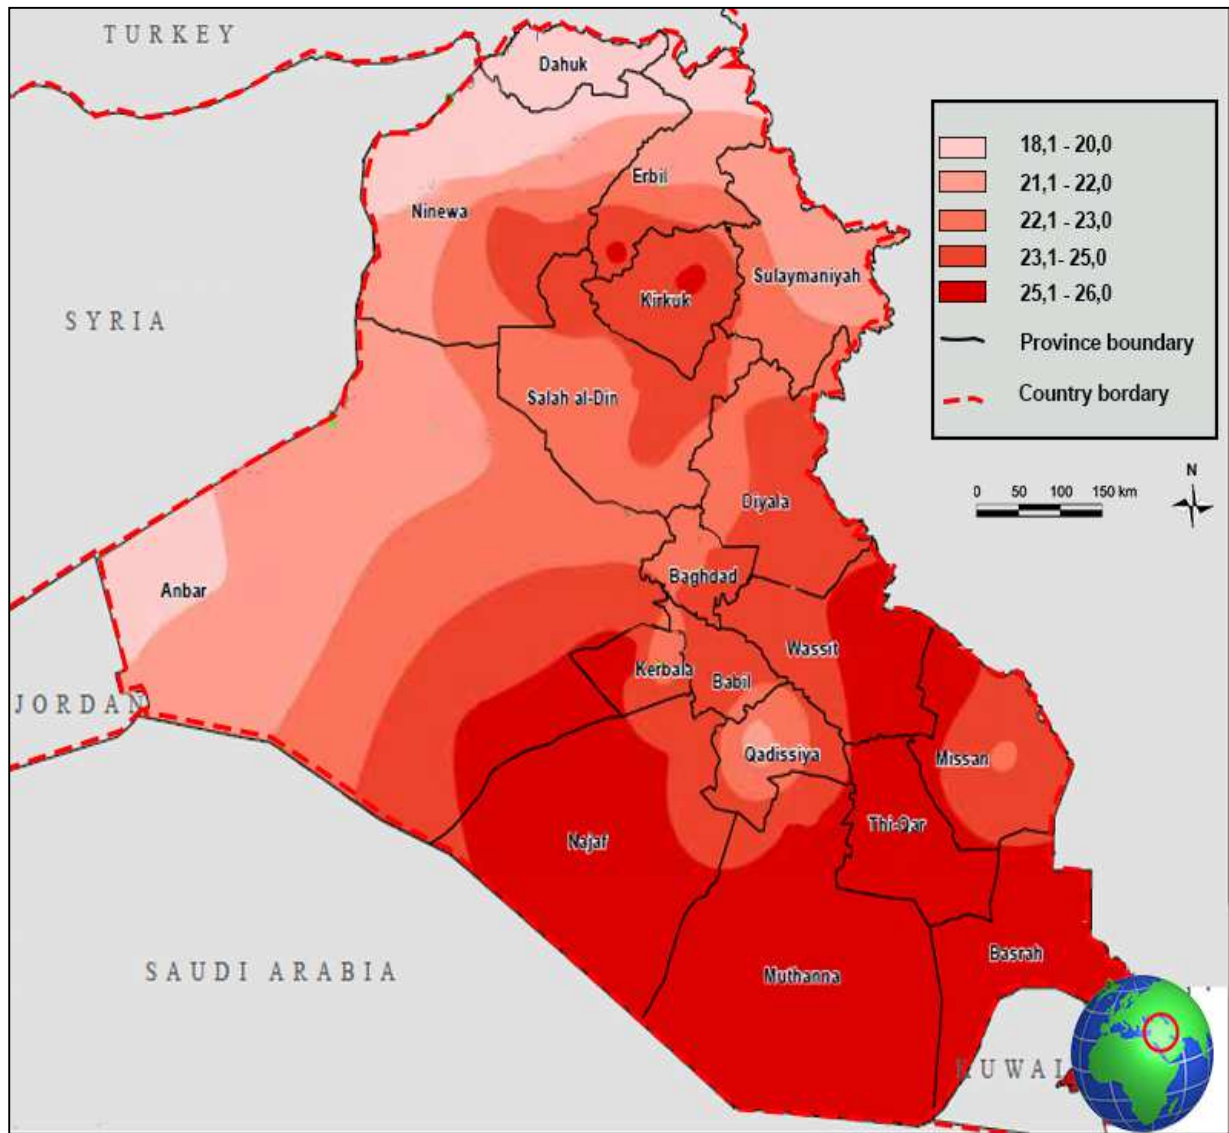 TURKEY
Dahuk
18,1 - 20,0
21,1 - 22,0
22,1 - 23,0
23,1- 25,0
25,1 - 26,0
Province boundary
Country bordary
Erbil
Ninewa
Sulaymaniyah
Kirkuk
SYRIA
Salah al-Din
N
0 50 100 150 km
Diyala
Baghdad
Anbar
Wassit
Kerbala
Babil
JORDAN
Qadissiya
Missan
Thi-Qar
Najaf
Basrah
SAUDI ARABIA
Muthanna
KUWAI